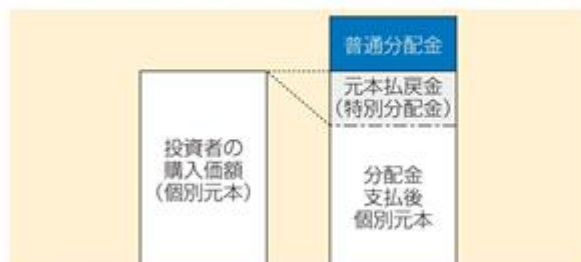 普通分配金
元本払戻金
(特別分配金)
投資者の
購入価額
(個別元本)
分配金
支払後
個別元本